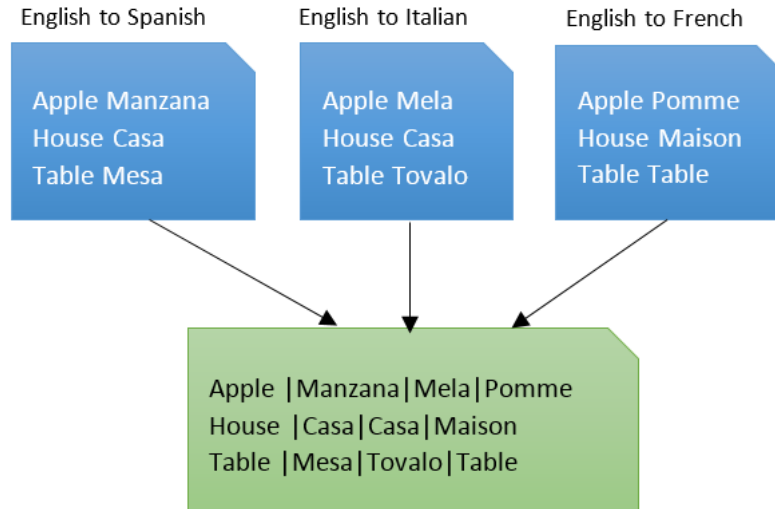 English to Spanish
Apple Manzana
House Casa
Table Mesa
English to Italian
Apple Mela
House Casa
Table Tovalo
English to French
Apple Pomme
House Maison
Table Table
Apple |Manzana|Mela|Pomme
House |Casa|Casa|Maison
Table |Mesa|Tovalo|Table